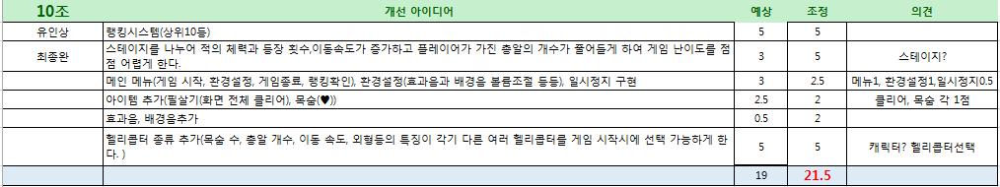 10조 개선 아이디어 예상 조정 의견
유인상 랭킹시스템(상위10등) 5 5
최종완 스테이지를 나누어 적의 체력과 등장 횟수,이동속도가 증가하고 플레이어가 가진 총알의 개수가 줄어들게 하여 게임 난이도를 점
점 어렵게 한다. 3 5 스테이지?
메인 메뉴(게임 시작, 환경설정, 게임종료, 랭킹확인), 환경설정(효과음과 배경음 볼륨조절 등등), 일시정지 구현 3 2.5 메뉴1, 환경설정1,일시정지0.5
아이템 추가(필살기(화면 전체 클리어), 목숨(♥)) 2.5 2 클리어, 목숨 각 1점
효과음, 배경음추가 0.5 2
헬리콥터 종류 추가(목숨 수, 총알 개수, 이동 속도, 외형등의 특징이 각기 다른 여러 헬리콥터를 게임 시작시에 선택 가능하게 한
다. ) 5 5 캐릭터? 헬리콥터선택
19 21.5